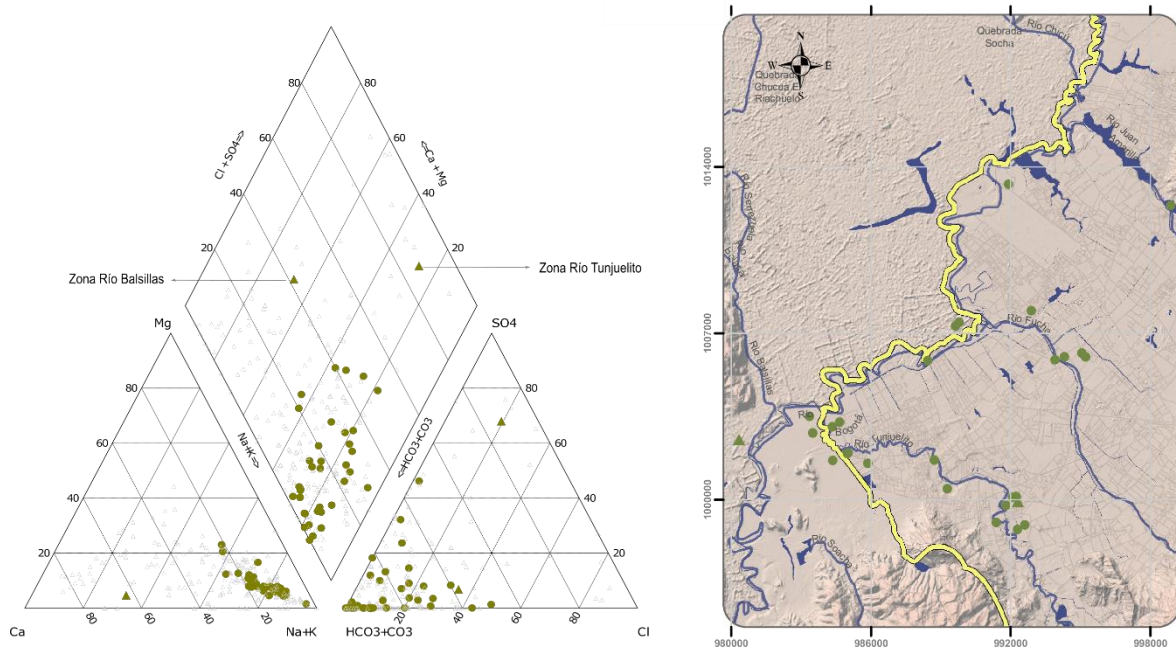 80
80
60
60
Cl +SO4=>
<=Ca+Mg
40
40
20
20
Zona Río Balsillas
Zona Río Tunjuelito
Mg
SO4
80
80
60
60
Na+K=>
<=HCO3+CO3
40
40
20
20
80
60
40
20
20
40
60
80
Ca
Na+K
HCO3+CO3
Cl
N
W
E
S
Quebrada
Socha
Río Chicú
Quebrada
Chucua El
Riachuelo
Río Juan
Amarillo
Río Serrezuela
Río
Río Fucha
Río Balsillas
Río
Bogotá
Río Tunjuelito
Río Soacha
1014000
1007000
1000000
980000
986000
992000
998000